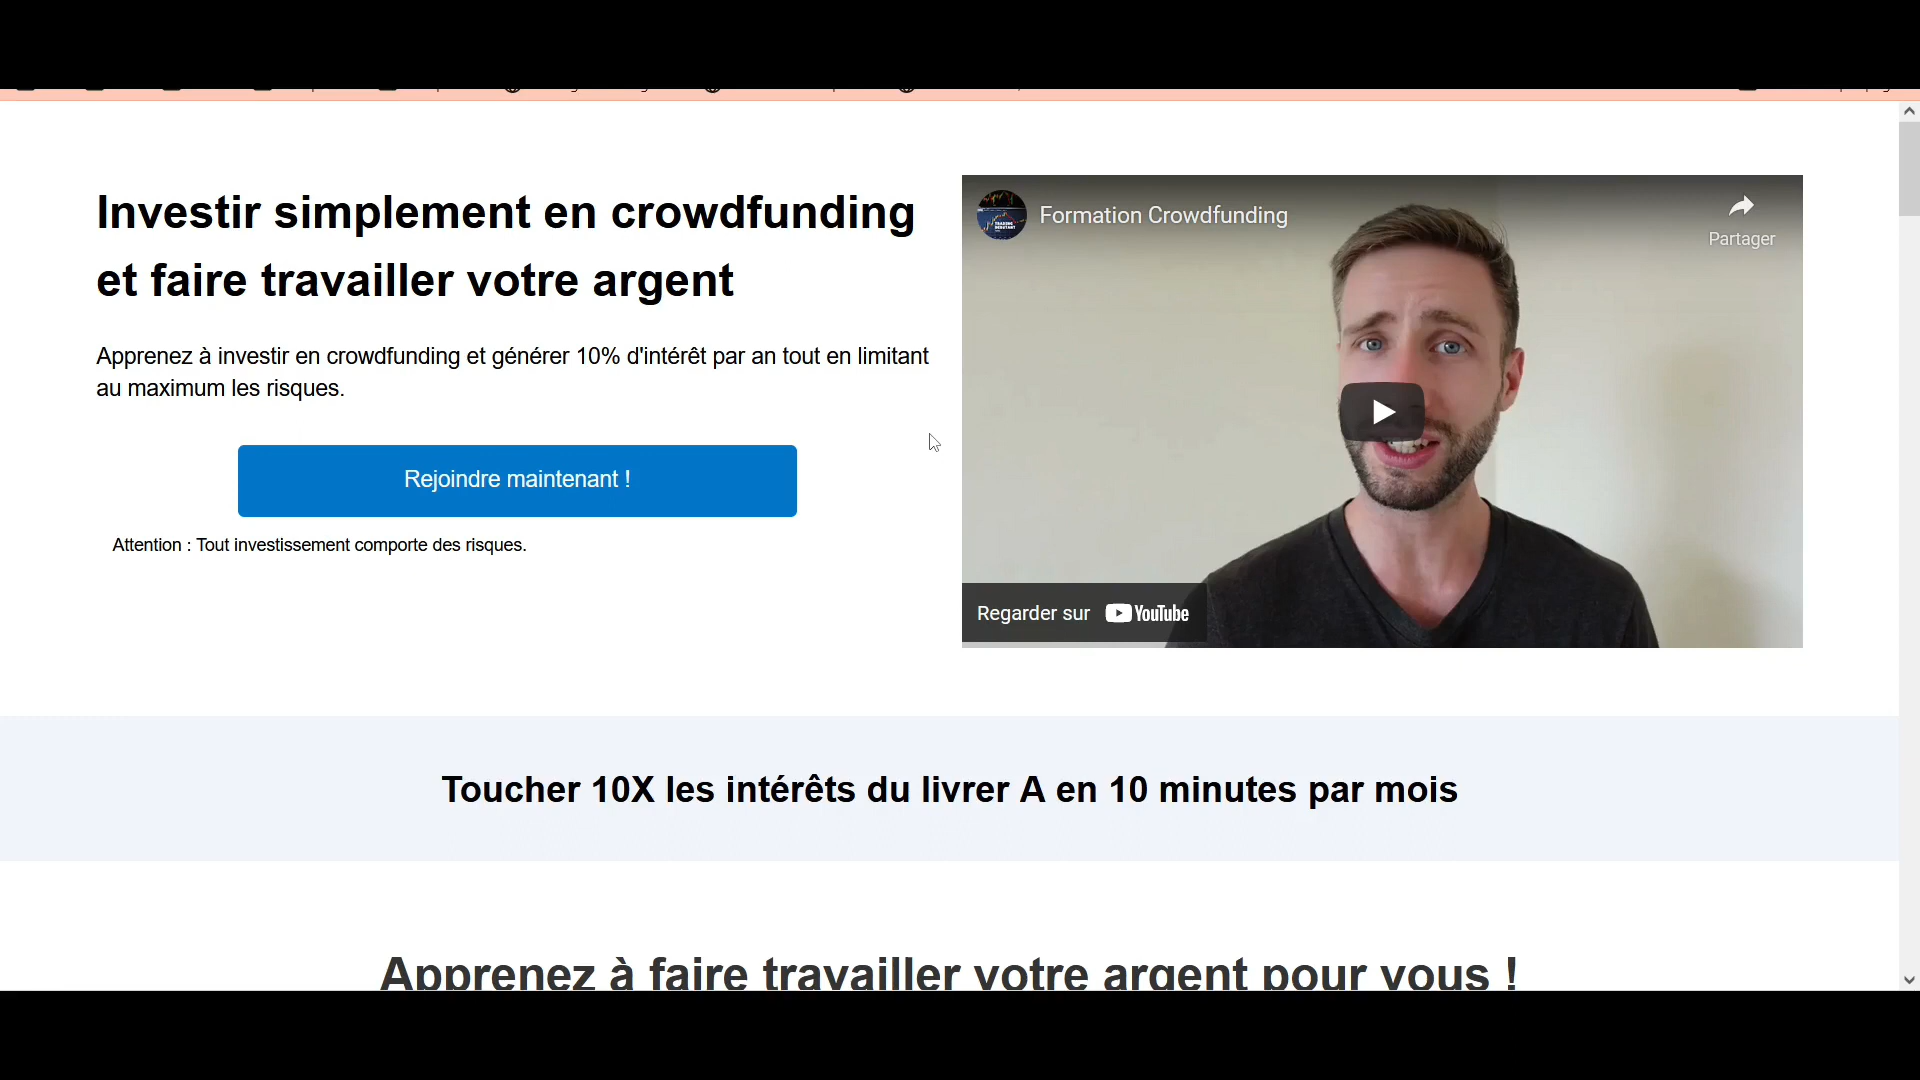 Investir simplement en crowdfunding
et faire travailler votre argent
Apprenez à investir en crowdfunding et générer 10% d'intérêt par an tout en limitant
au maximum les risques.
Rejoindre maintenant !
Attention : Tout investissement comporte des risques.
Formation Crowdfunding
Partager
Regarder sur YouTube
Toucher 10X les intérêts du livrer A en 10 minutes par mois
Apprenez à faire travailler votre argent pour vous !